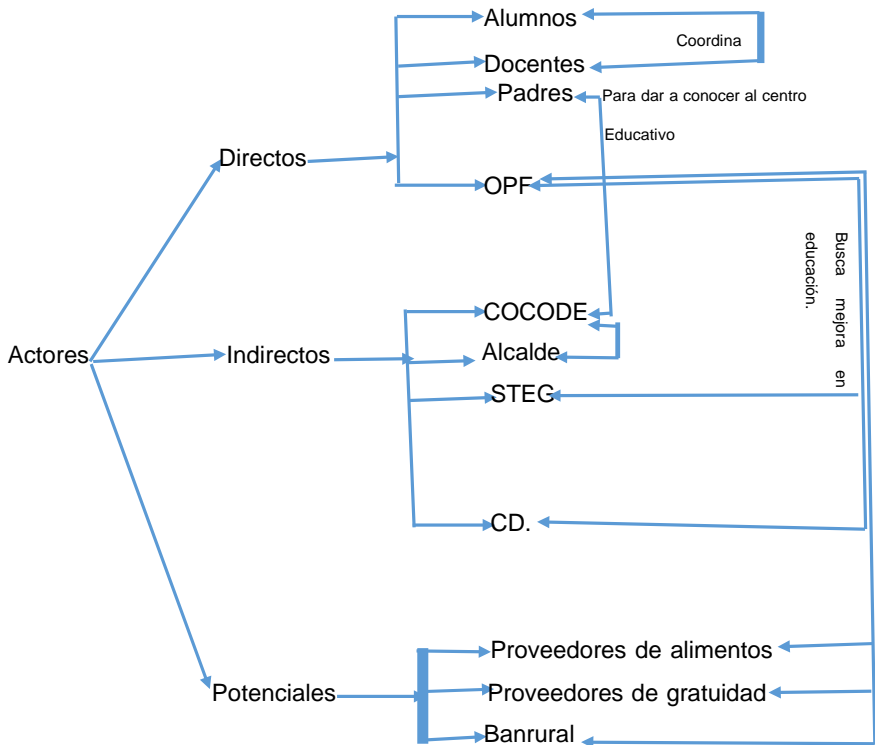 Alumnos
Coordina
Docentes
Padres
Para dar a conocer al centro
Educativo
Directos
OPF
Busca mejora en
educación.
COCODE
Actores
Indirectos
Alcalde
STEG
CD.
Proveedores de alimentos
Potenciales
Proveedores de gratuidad
Banrural